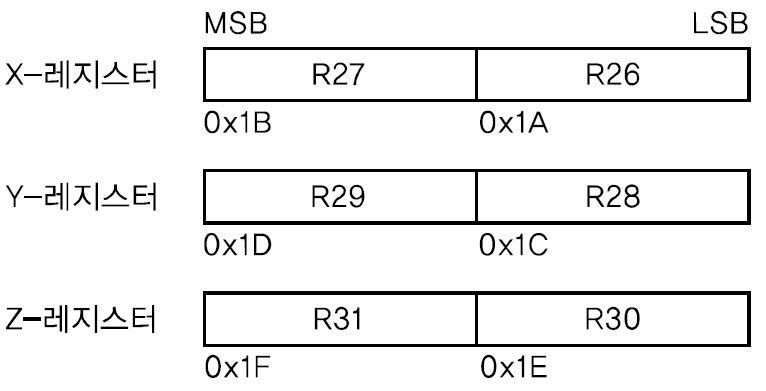 MSB LSB
X-레지스터 R27 R26
0x1B 0x1A
Y-레지스터 R29 R28
0x1D 0x1C
Z-레지스터 R31 R30
0x1F 0x1E